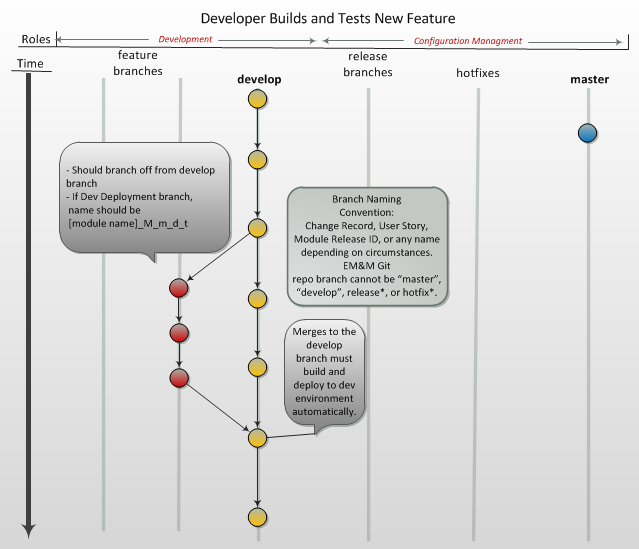 Developer Builds and Tests New Feature
Roles
Development
Configuration Managment
Time
feature
branches
develop
release
branches
hotfixes
master
- Should branch off from develop
branch
- If Dev Deployment branch,
name should be
[module name]_M_m_d_t
Branch Naming
Convention:
Change Record, User Story,
Module Release ID, or any name
depending on circumstances.
EM&M Git
repo branch cannot be “master”,
“develop”, release*, or hotfix*.
Merges to the
develop
branch must
build and
deploy to dev
environment
automatically.